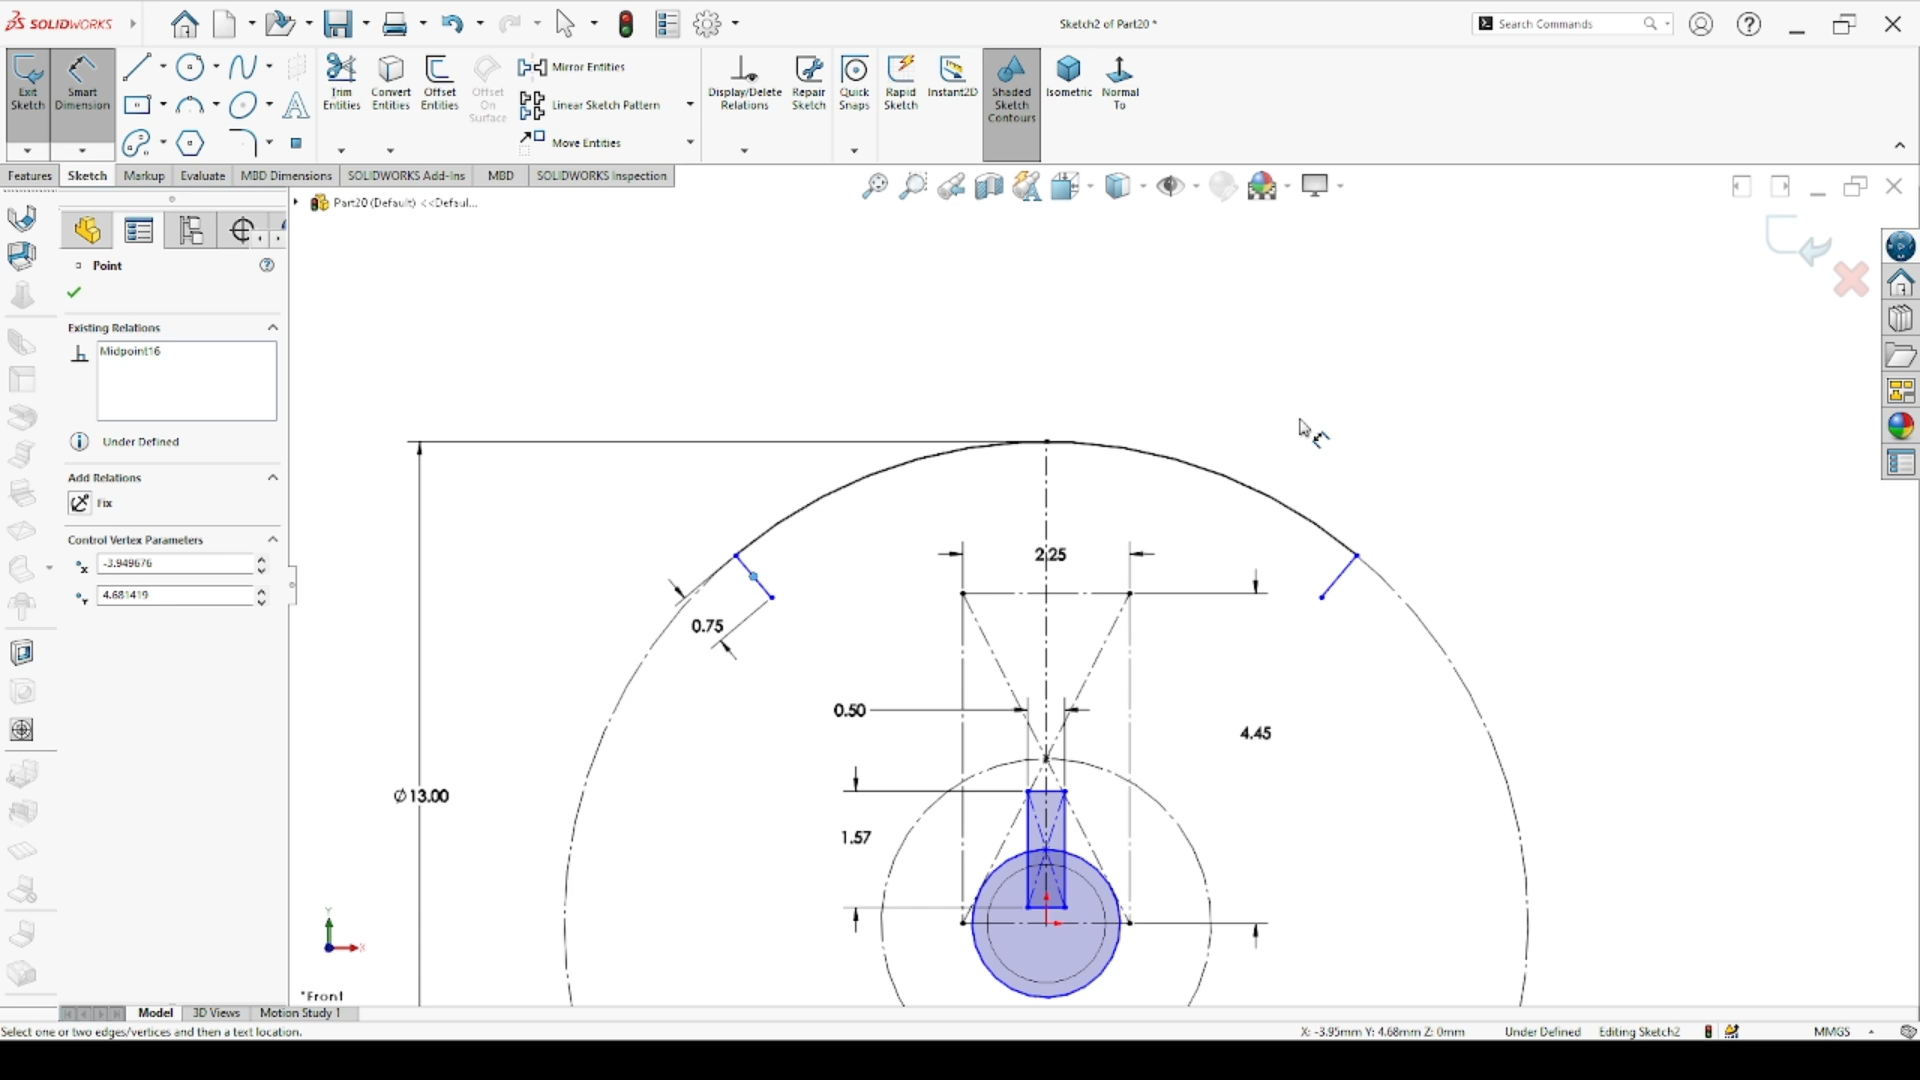 SOLIDWORKS
Sketch2 of Part20 *
Search Commands
Exit Sketch
Smart Dimension
Trim Entities
Convert Entities
Offset Entities
Offset On Surface
Mirror Entities
Linear Sketch Pattern
Move Entities
Display/Delete Relations
Repair Sketch
Quick Snaps
Rapid Sketch
Instant2D
Shaded Sketch Contours
Isometric
Normal To
Features
Sketch
Markup
Evaluate
MBD Dimensions
SOLIDWORKS Add-Ins
MBD
SOLIDWORKS Inspection
Part20 (Default) <<Defaul...
Point
Existing Relations
Midpoint16
Under Defined
Add Relations
Fix
Control Vertex Parameters
-3.949676
4.681419
2.25
0.75
0.50
4.45
∅13.00
1.57
Y
X
*Front
Model
3D Views
Motion Study 1
Select one or two edges/vertices and then a text location.
X: -3.95mm Y: 4.68mm Z: 0mm
Under Defined
Editing Sketch2
MMGS